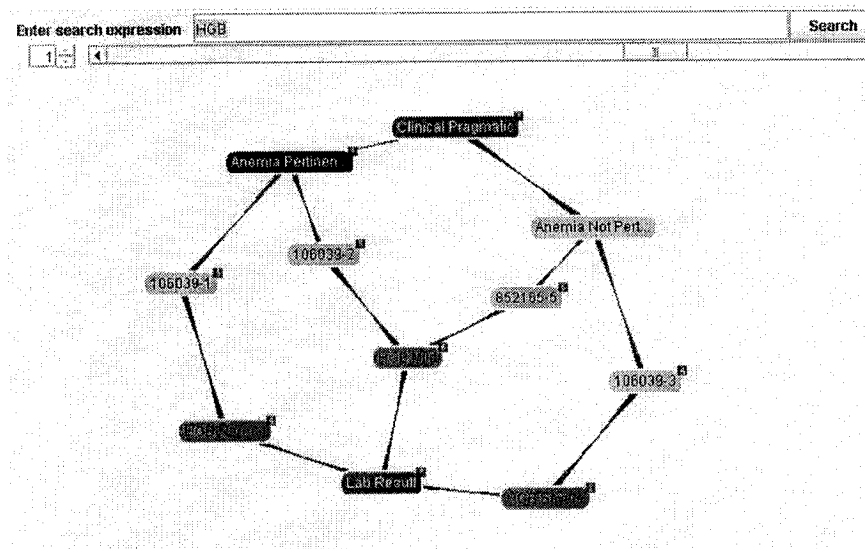 Enter search expression HGB Search
1
Clinical Pragmatic
Anemia Pertinen...
Anemia Not Pert...
106039-2
106039-1
852165-5
106039-3
Lab Result